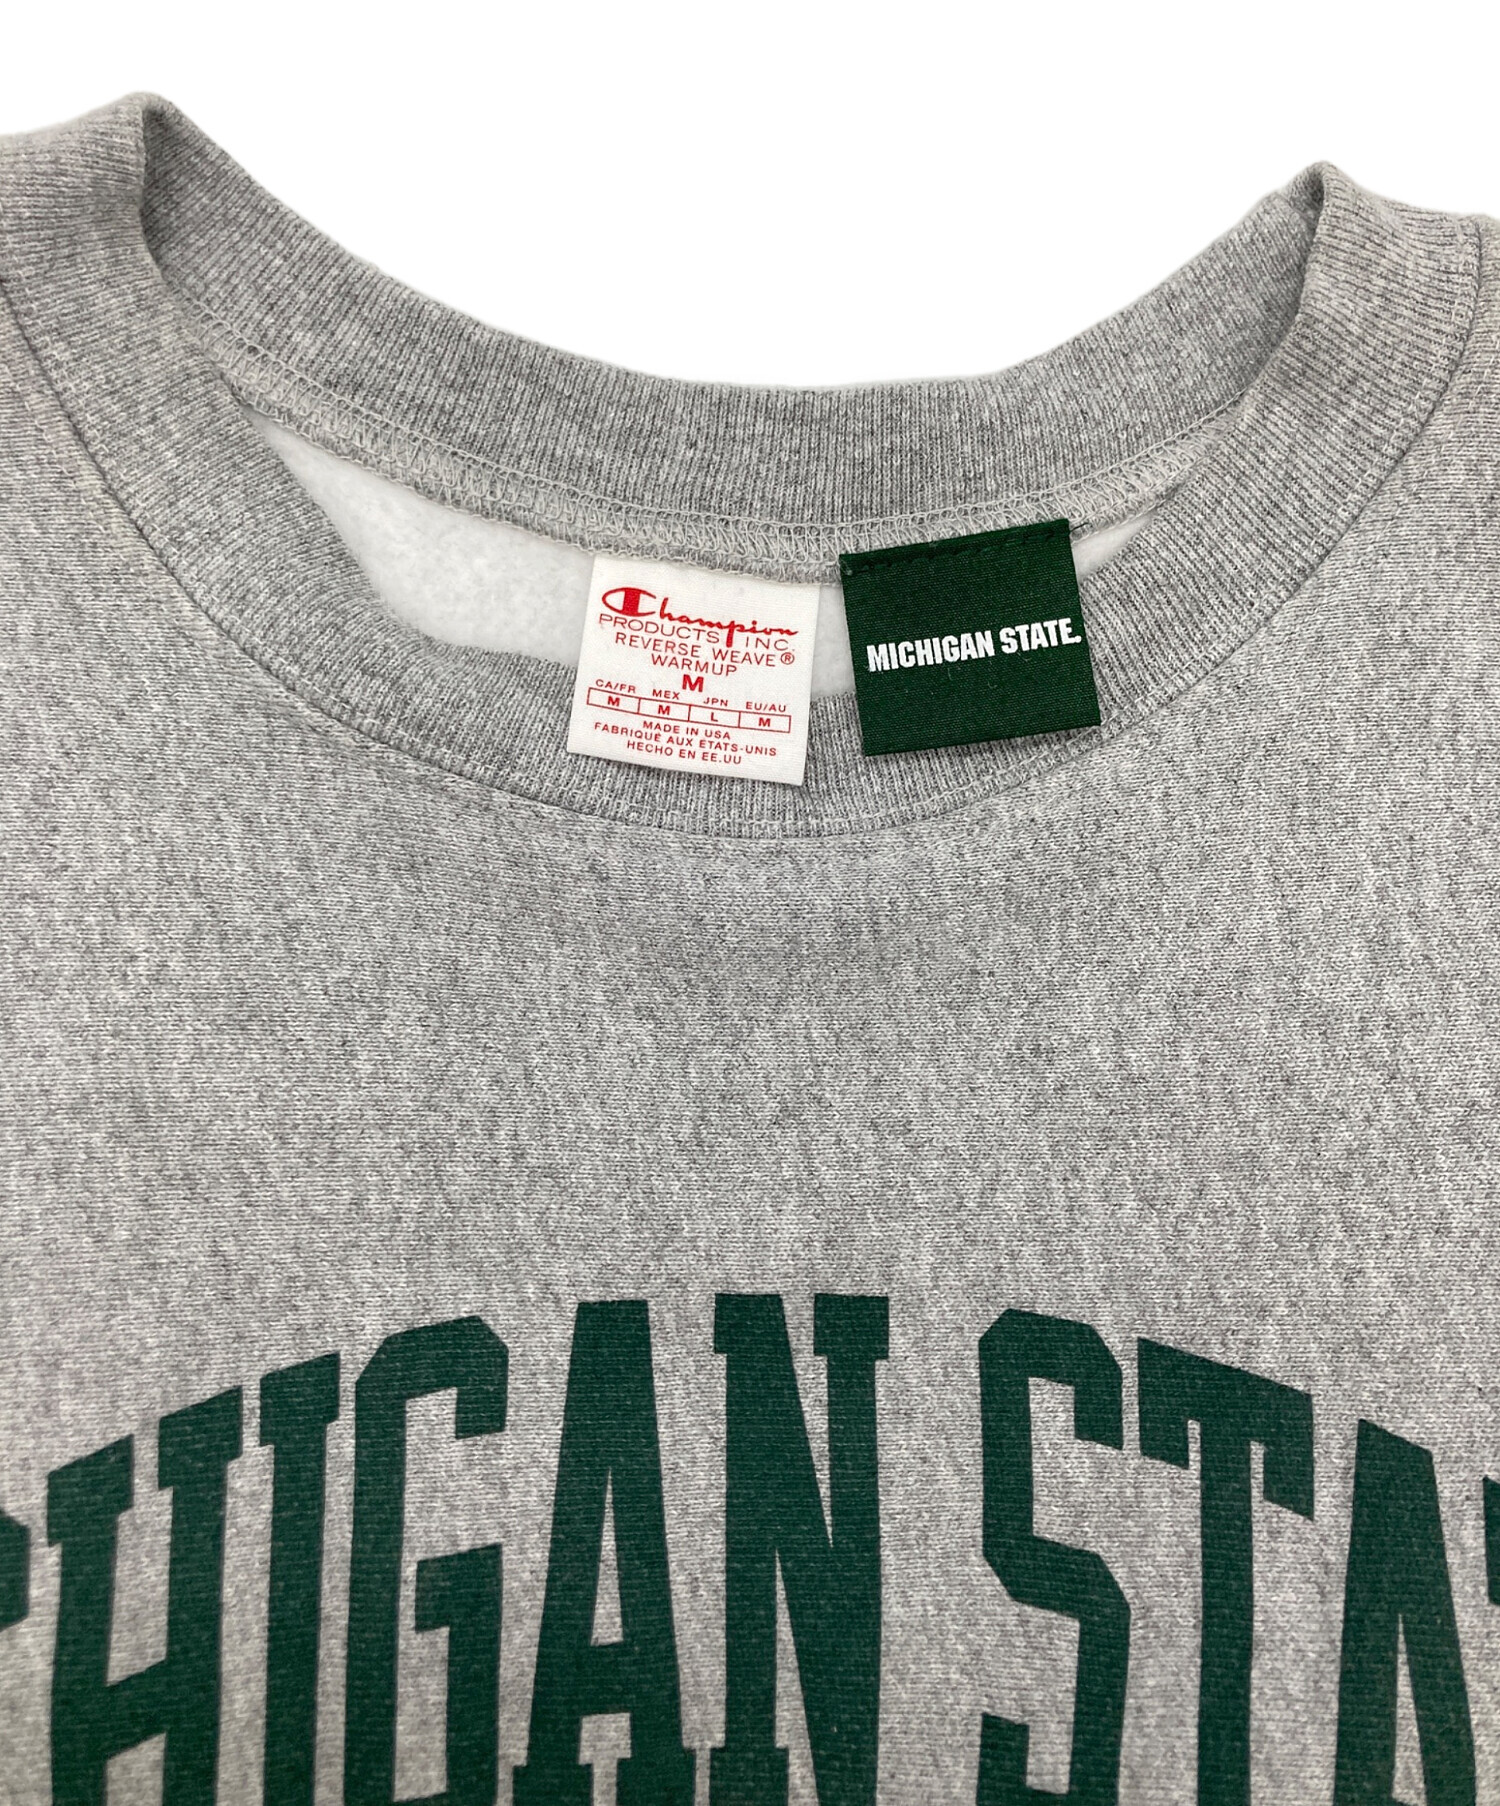 Champion
PRODUCTS INC.
REVERSE WEAVE®
WARMUP
M
CA/FR MEX JPN EU/AU
M M L M
MADE IN USA
FABRIQUÉ AUX ÉTATS-UNIS
HECHO EN EE.UU
MICHIGAN STATE.
HIGAN STA